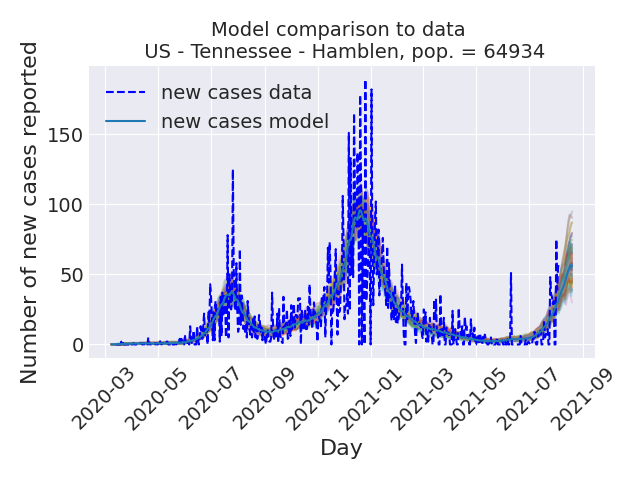 Model comparison to data
US - Tennessee - Hamblen, pop. = 64934
Number of new cases reported
new cases data
new cases model
150
100
50
0
2020-03
2020-05
2020-07
2020-09
2020-11
2021-01
2021-03
2021-05
2021-07
2021-09
Day